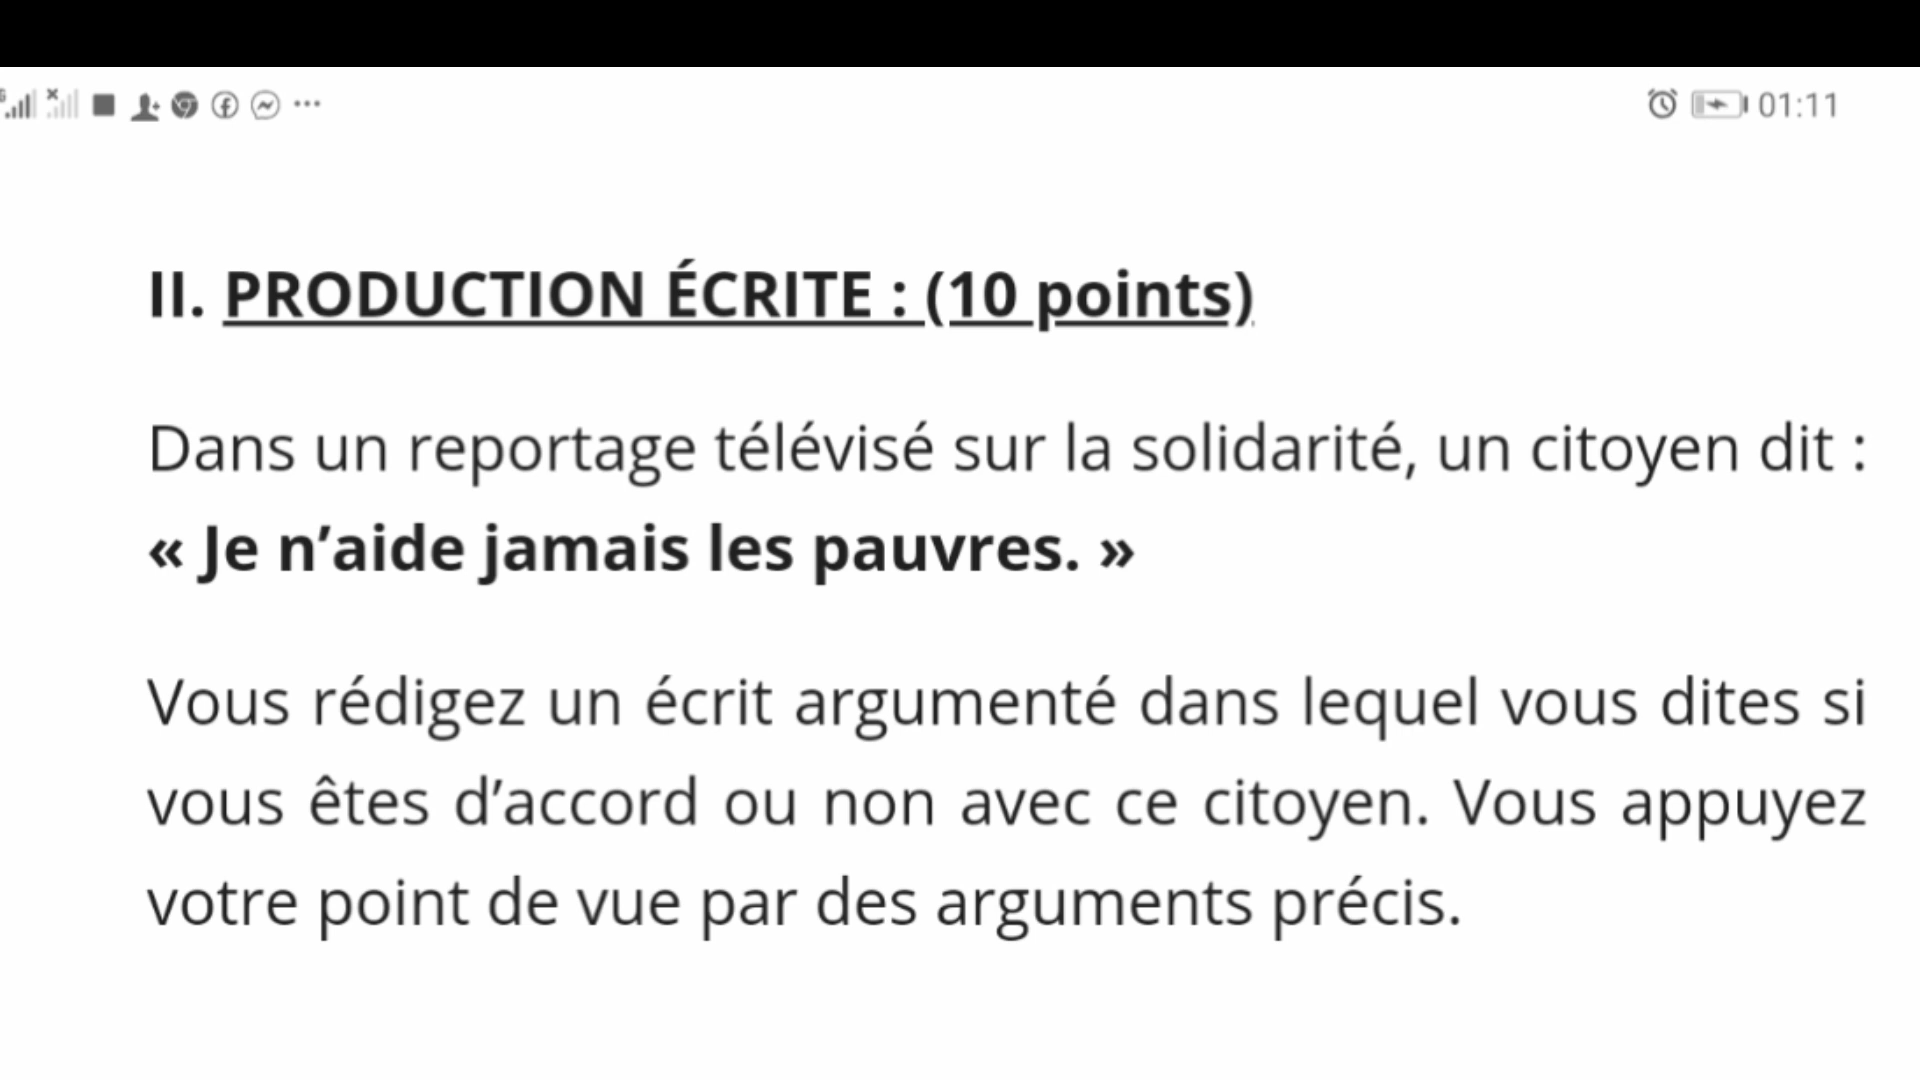 01:11
II. PRODUCTION ÉCRITE : (10 points)
Dans un reportage télévisé sur la solidarité, un citoyen dit :
« Je n’aide jamais les pauvres. »
Vous rédigez un écrit argumenté dans lequel vous dites si
vous êtes d’accord ou non avec ce citoyen. Vous appuyez
votre point de vue par des arguments précis.